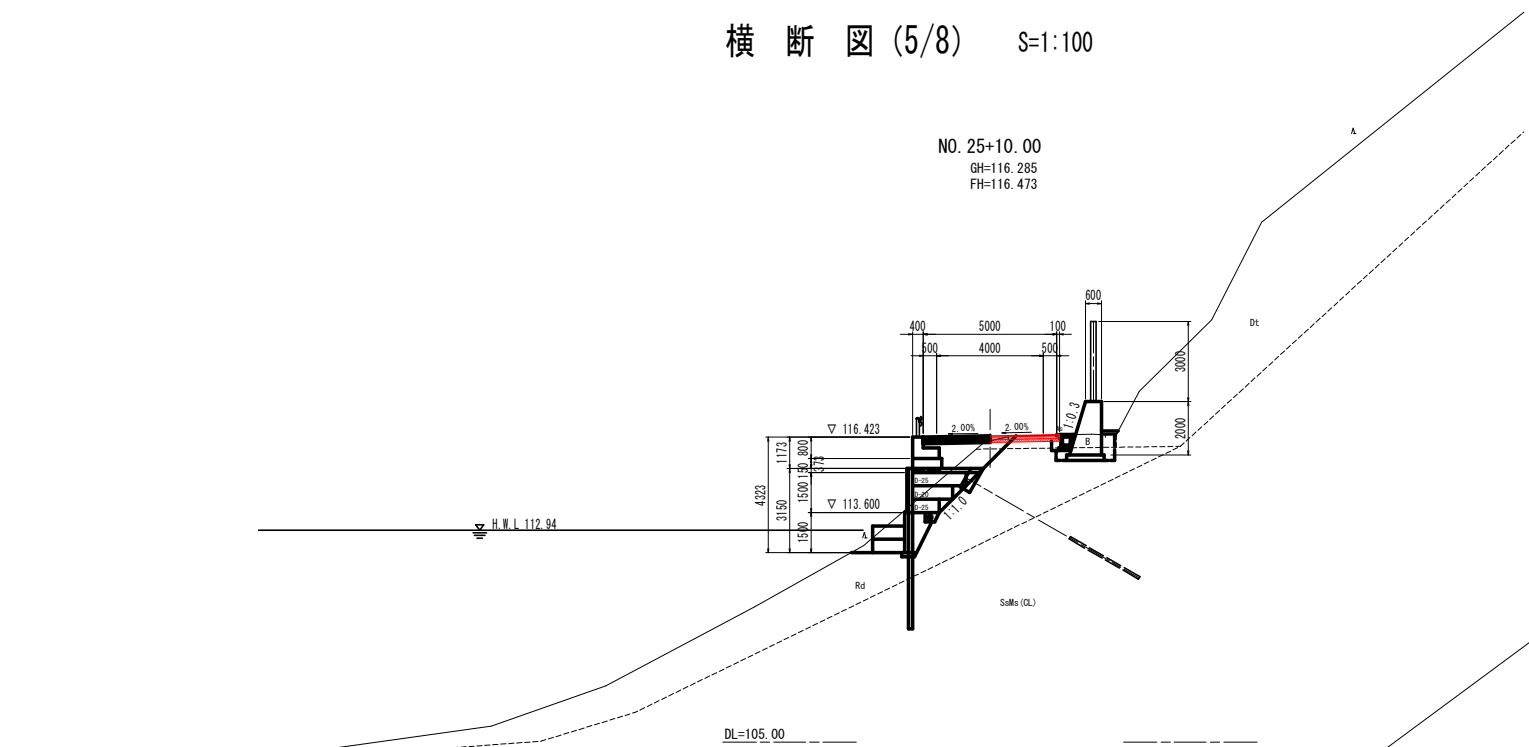 横 断 図 (5/8) S=1:100
NO. 25+10.00
GH=116.285
FH=116.473
Dt
600
400 5000 100
500 4000 500
3000
1:0.3
2000
▽ 116.423
2.00% 2.00%
B
1173
800
373
150
4323
3150
1500
1500
D-25
D-20
D-25
1:1.0
▽ 113.600
H.W.L 112.94
Rd
SsMs(CL)
DL=105.00